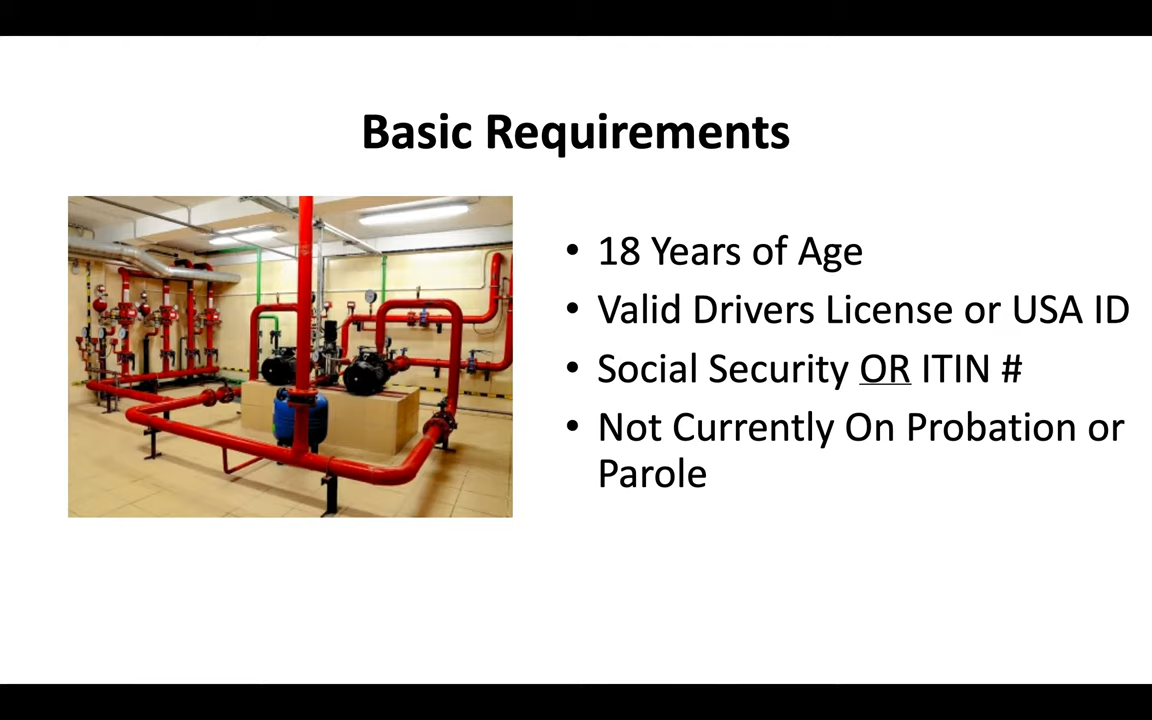 Basic Requirements
• 18 Years of Age
• Valid Drivers License or USA ID
• Social Security OR ITIN #
• Not Currently On Probation or
Parole